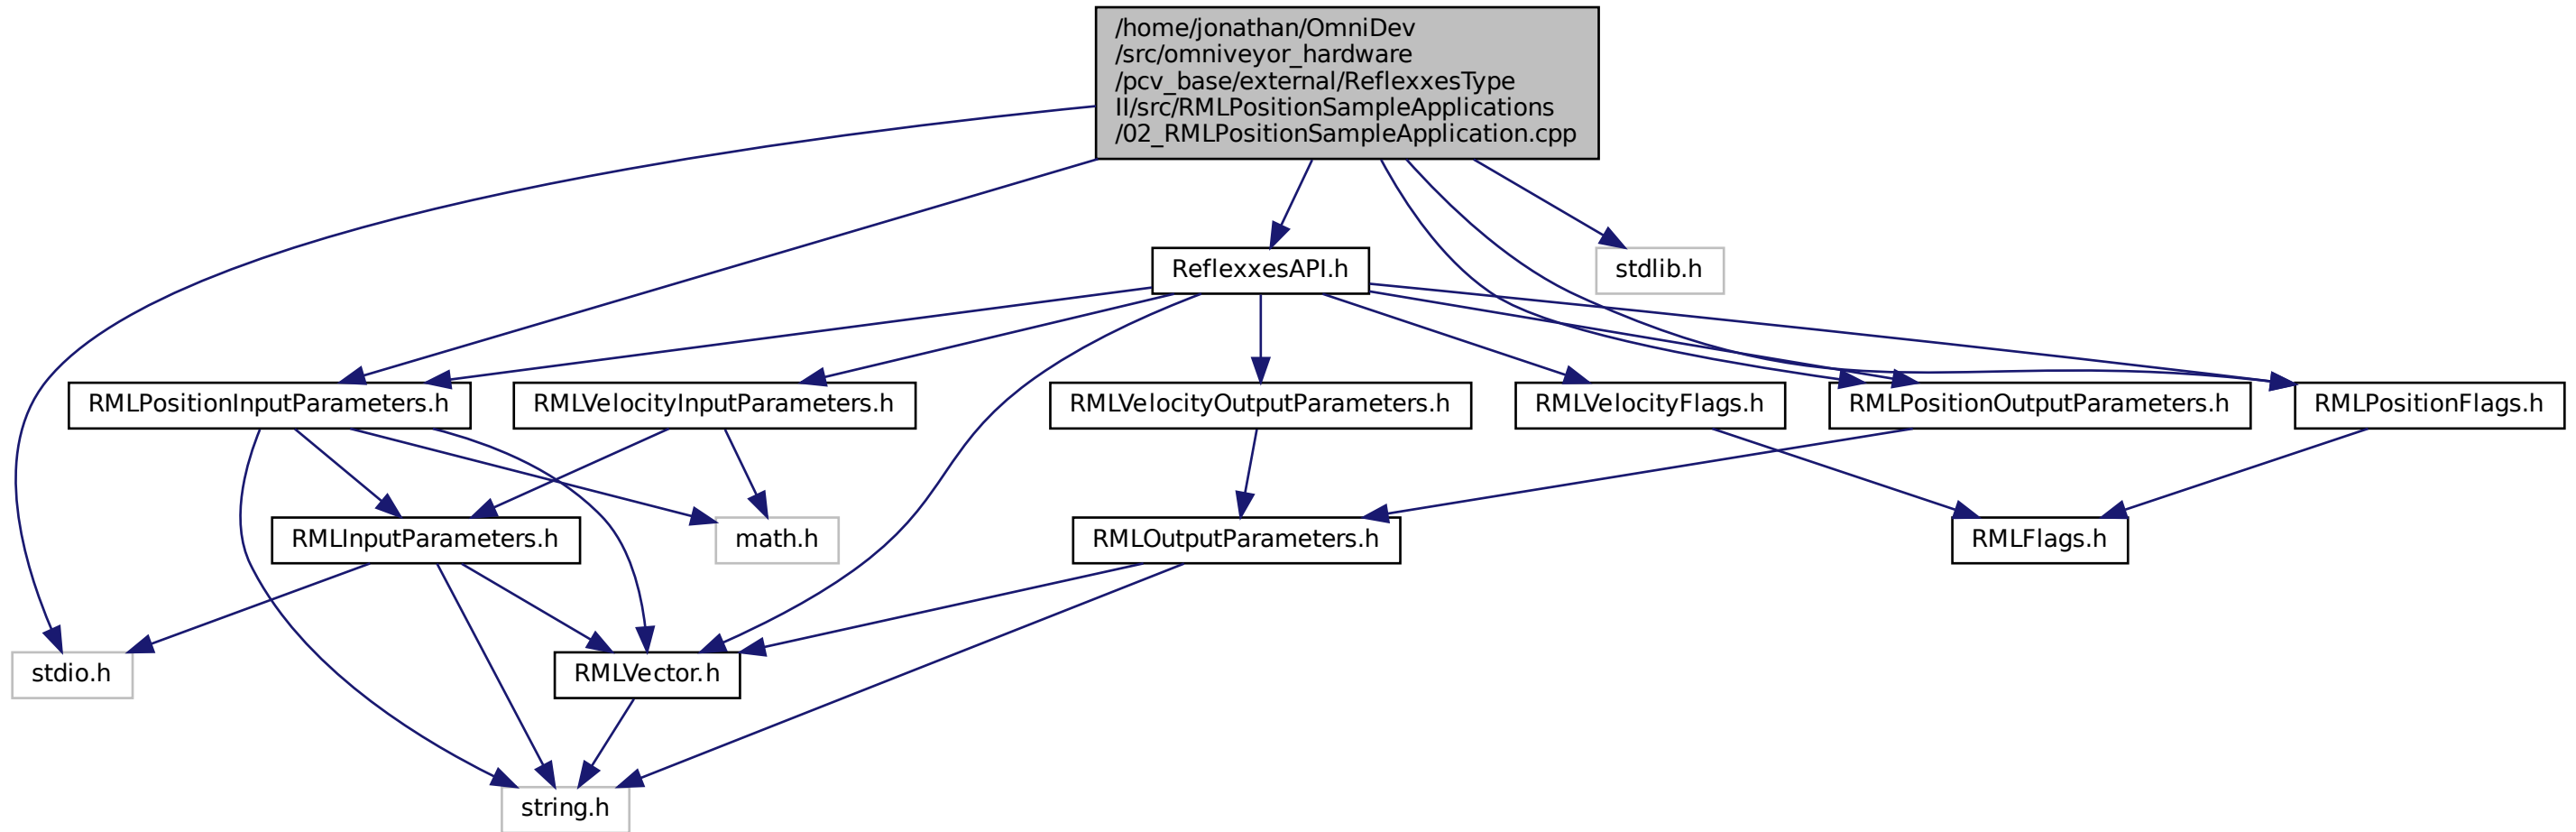 /home/jonathan/OmniDev
/src/omniveyor_hardware
/pcv_base/external/ReflexxesType
II/src/RMLPositionSampleApplications
/02_RMLPositionSampleApplication.cpp
ReflexxesAPI.h
stdlib.h
RMLPositionInputParameters.h
RMLVelocityInputParameters.h
RMLVelocityOutputParameters.h
RMLVelocityFlags.h
RMLPositionOutputParameters.h
RMLPositionFlags.h
RMLInputParameters.h
math.h
RMLOutputParameters.h
RMLFlags.h
stdio.h
RMLVector.h
string.h